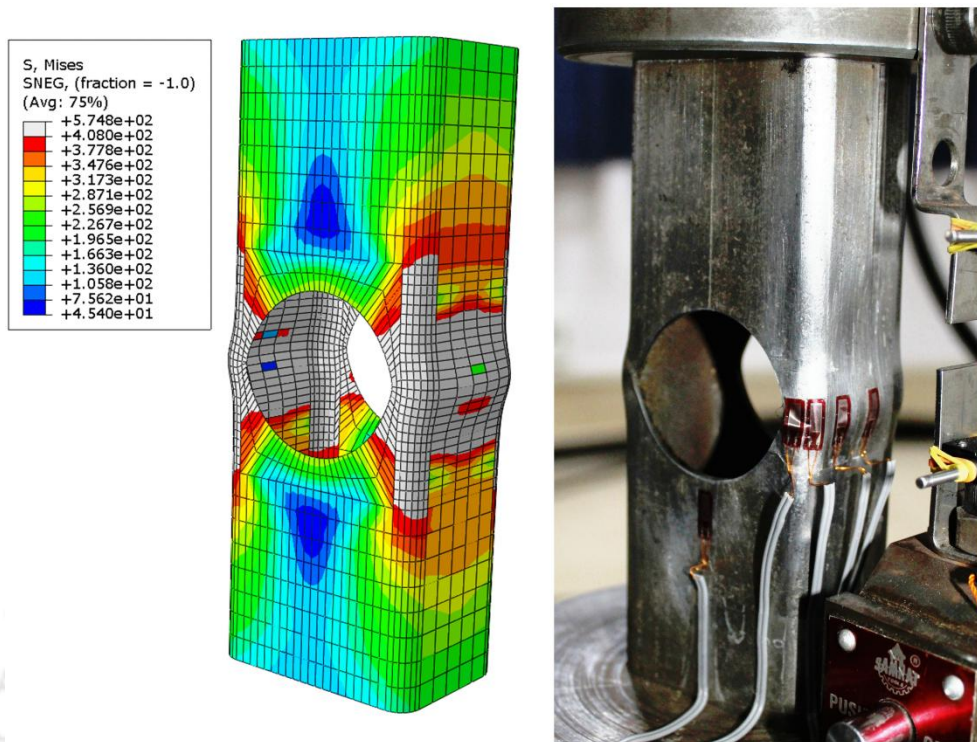 S, Mises
SNEG, (fraction = -1.0)
(Avg: 75%)
+5.748e+02
+4.080e+02
+3.778e+02
+3.476e+02
+3.173e+02
+2.871e+02
+2.569e+02
+2.267e+02
+1.965e+02
+1.663e+02
+1.360e+02
+1.058e+02
+7.562e+01
+4.540e+01
SAMNAT
®